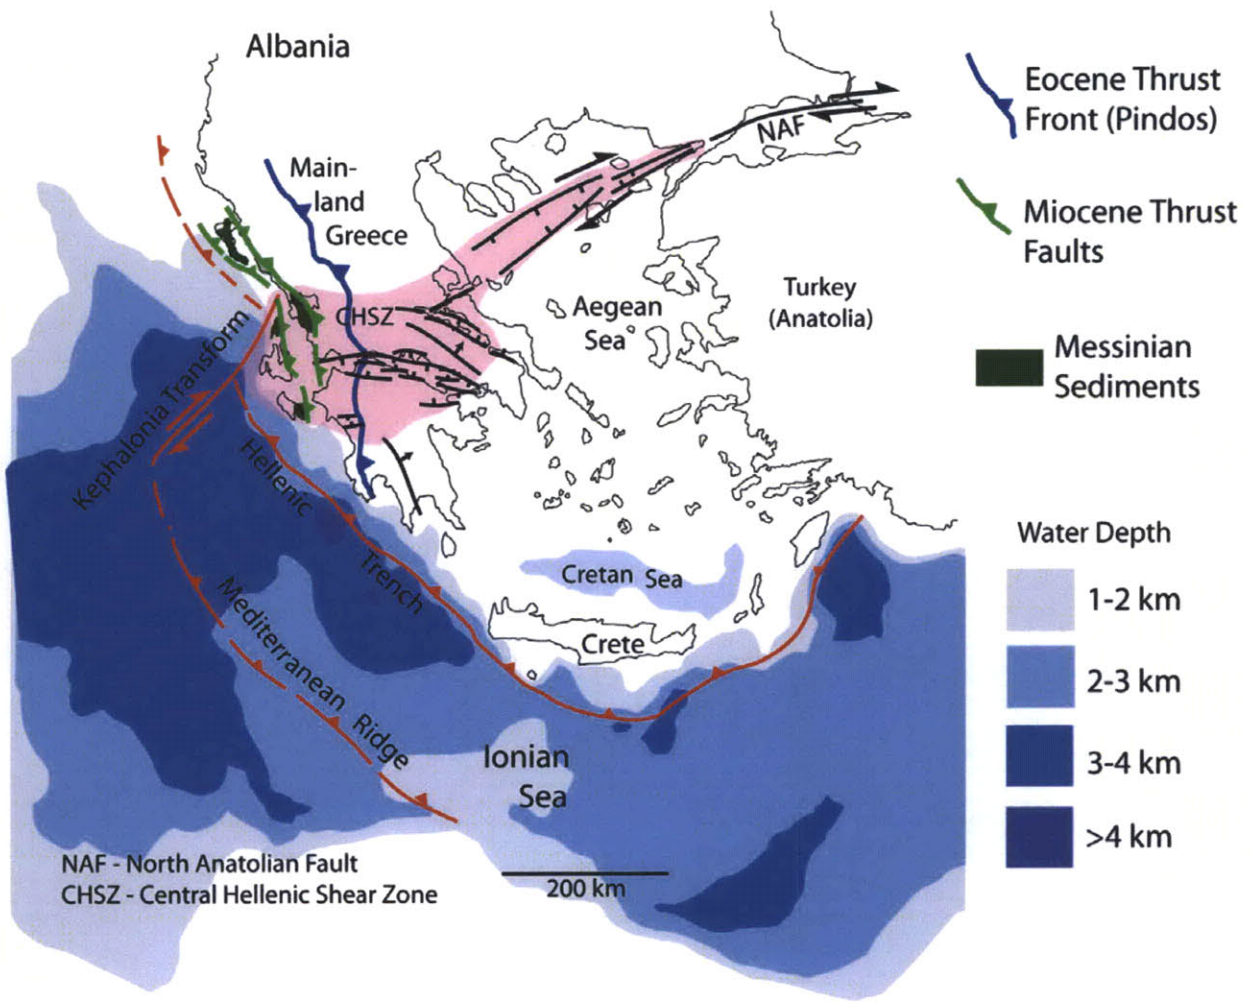 Albania
Main-
land
Greece
NAF
CHSZ
Aegean
Sea
Turkey
(Anatolia)
Kephalonia Transform
Hellenic
Trench
Mediterranean Ridge
Cretan Sea
Crete
Ionian
Sea
NAF - North Anatolian Fault
CHSZ - Central Hellenic Shear Zone
200 km
Eocene Thrust
Front (Pindos)
Miocene Thrust
Faults
Messinian
Sediments
Water Depth
1-2 km
2-3 km
3-4 km
>4 km